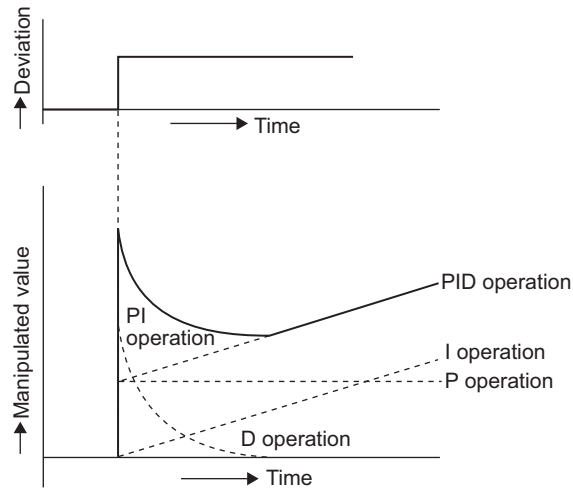 Deviation
Time
Manipulated value
PI
operation
PID operation
I operation
P operation
D operation
Time